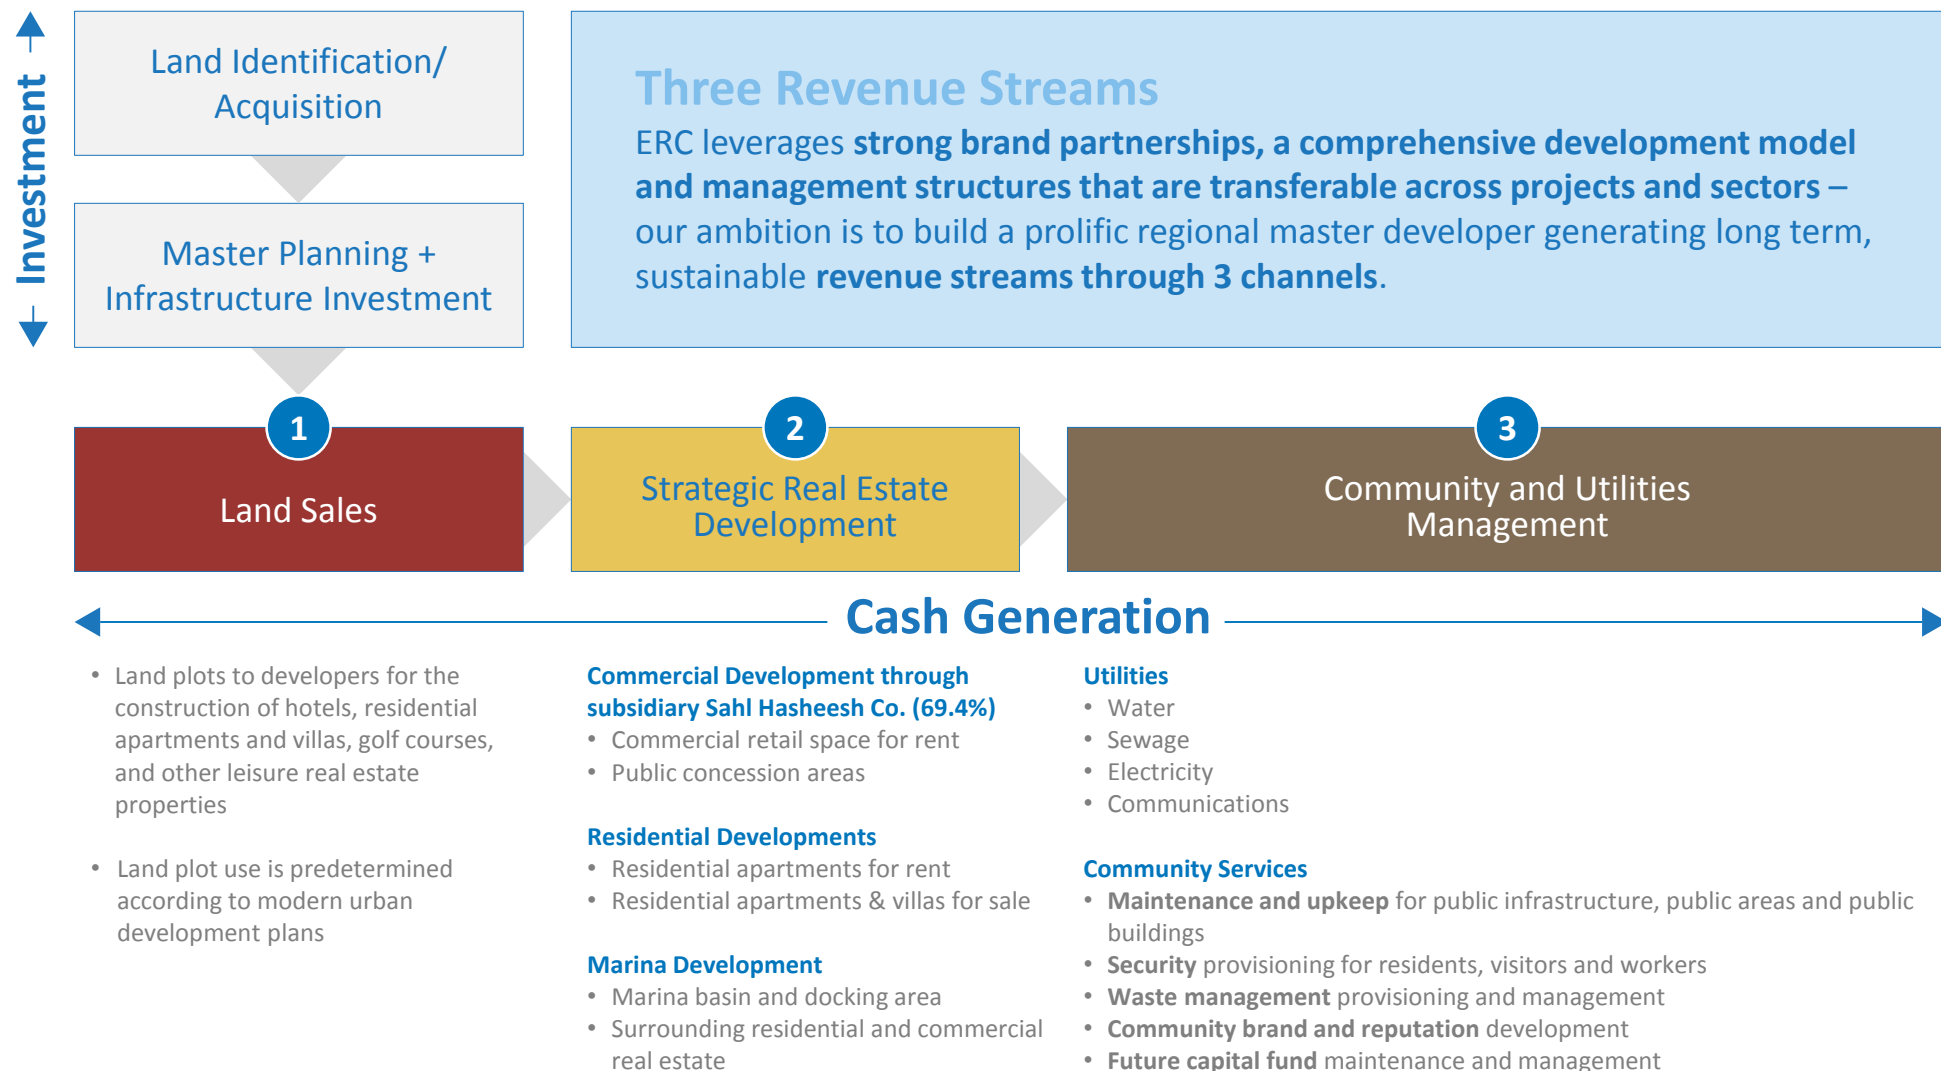 Investment
Land Identification/
Acquisition
Master Planning +
Infrastructure Investment
Three Revenue Streams
ERC leverages strong brand partnerships, a comprehensive development model
and management structures that are transferable across projects and sectors –
our ambition is to build a prolific regional master developer generating long term,
sustainable revenue streams through 3 channels.
1
Land Sales
2
Strategic Real Estate
Development
3
Community and Utilities
Management
Cash Generation
• Land plots to developers for the
construction of hotels, residential
apartments and villas, golf courses,
and other leisure real estate
properties
• Land plot use is predetermined
according to modern urban
development plans
Commercial Development through
subsidiary Sahl Hasheesh Co. (69.4%)
• Commercial retail space for rent
• Public concession areas
Residential Developments
• Residential apartments for rent
• Residential apartments & villas for sale
Marina Development
• Marina basin and docking area
• Surrounding residential and commercial
real estate
Utilities
• Water
• Sewage
• Electricity
• Communications
Community Services
• Maintenance and upkeep for public infrastructure, public areas and public
buildings
• Security provisioning for residents, visitors and workers
• Waste management provisioning and management
• Community brand and reputation development
• Future capital fund maintenance and management